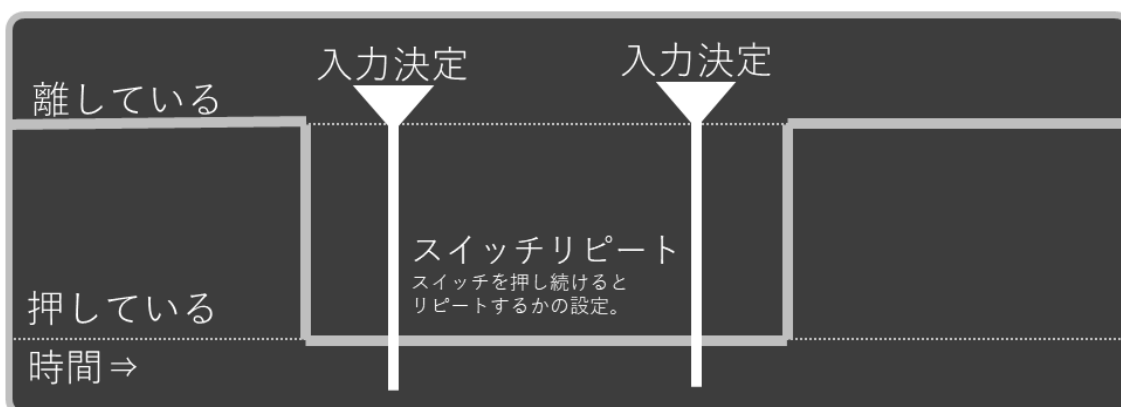 入力決定
入力決定
離している
スイッチリピート
スイッチを押し続けると
リピートするかの設定。
押している
時間⇒